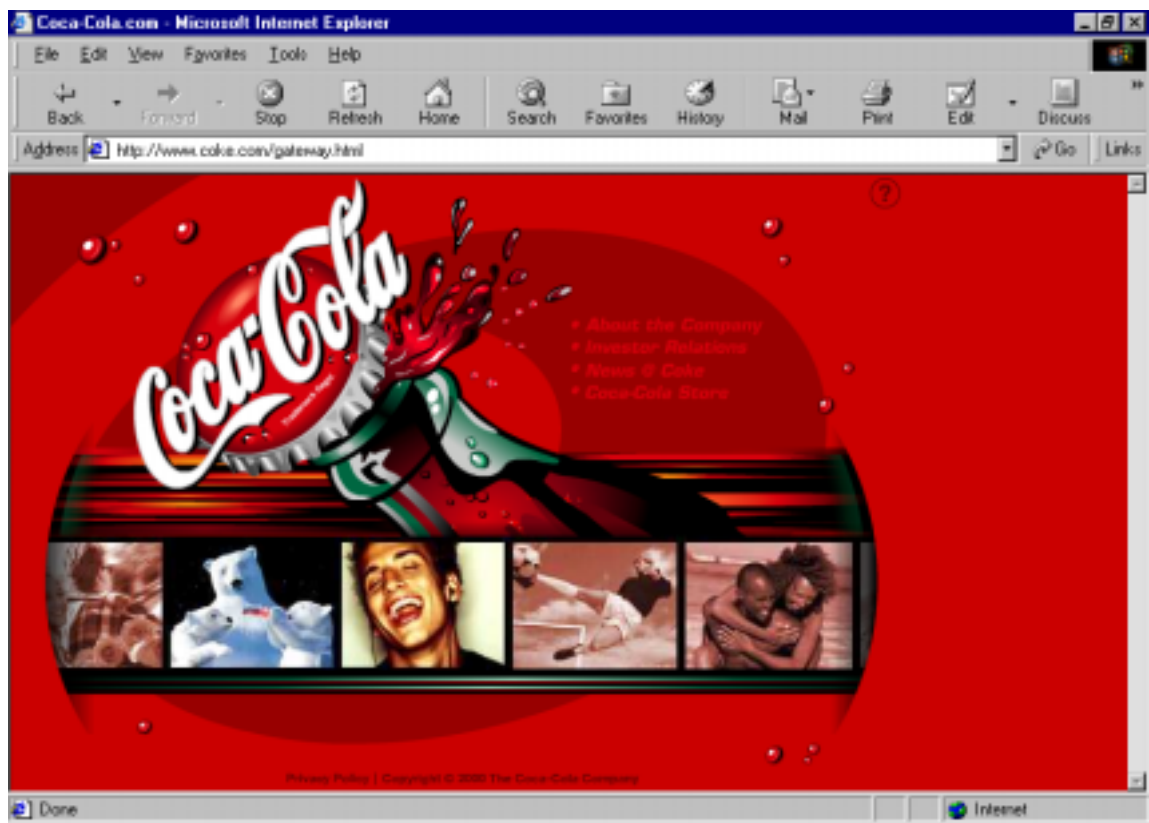 Coca-Cola.com - Microsoft Internet Explorer
File Edit View Favorites Tools Help
Back Forward Stop Refresh Home Search Favorites History Mail Print Edit Discuss »
Address http://www.coke.com/gateway.html Go Links
?
Coca-Cola
Trademark Regd
• About the Company
• Investor Relations
• News @ Coke
• Coca-Cola Store
Privacy Policy | Copyright © 2000 The Coca-Cola Company
Done Internet